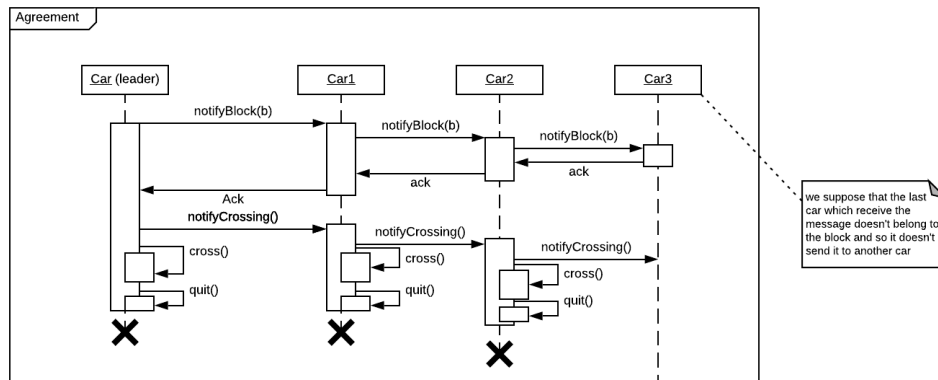 Agreement
Car (leader)
Car1
Car2
Car3
notifyBlock(b)
notifyBlock(b)
notifyBlock(b)
ack
ack
Ack
notifyCrossing()
notifyCrossing()
notifyCrossing()
cross()
cross()
cross()
quit()
quit()
quit()
we suppose that the last
car which receive the
message doesn't belong to
the block and so it doesn't
send it to another car